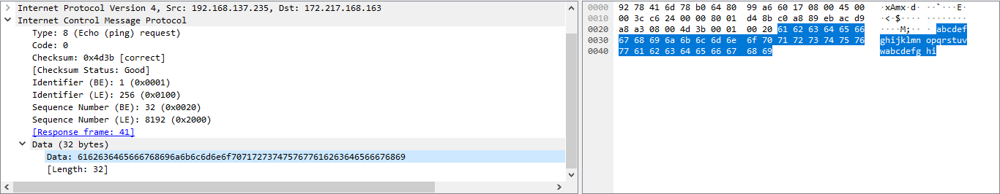 Internet Protocol Version 4, Src: 192.168.137.235, Dst: 172.217.168.163
Internet Control Message Protocol
Type: 8 (Echo (ping) request)
Code: 0
Checksum: 0x4d3b [correct]
[Checksum Status: Good]
Identifier (BE): 1 (0x0001)
Identifier (LE): 256 (0x0100)
Sequence Number (BE): 32 (0x0020)
Sequence Number (LE): 8192 (0x2000)
[Response frame: 41]
Data (32 bytes)
Data: 6162636465666768696a6b6c6d6e6f7071727374757677616263646566676869
[Length: 32]
0000 92 78 41 6d 78 b0 64 80 99 a6 60 17 08 00 45 00 ·xAmx·d· ··`···E·
0010 00 3c c6 24 00 00 80 01 d4 8b c0 a8 89 eb ac d9 ·<·$···· ········
0020 a8 a3 08 00 4d 3b 00 01 00 20 61 62 63 64 65 66 ····M;·· · abcdef
0030 67 68 69 6a 6b 6c 6d 6e 6f 70 71 72 73 74 75 76 ghijklmn opqrstuv
0040 77 61 62 63 64 65 66 67 68 69 wabcdefg hi